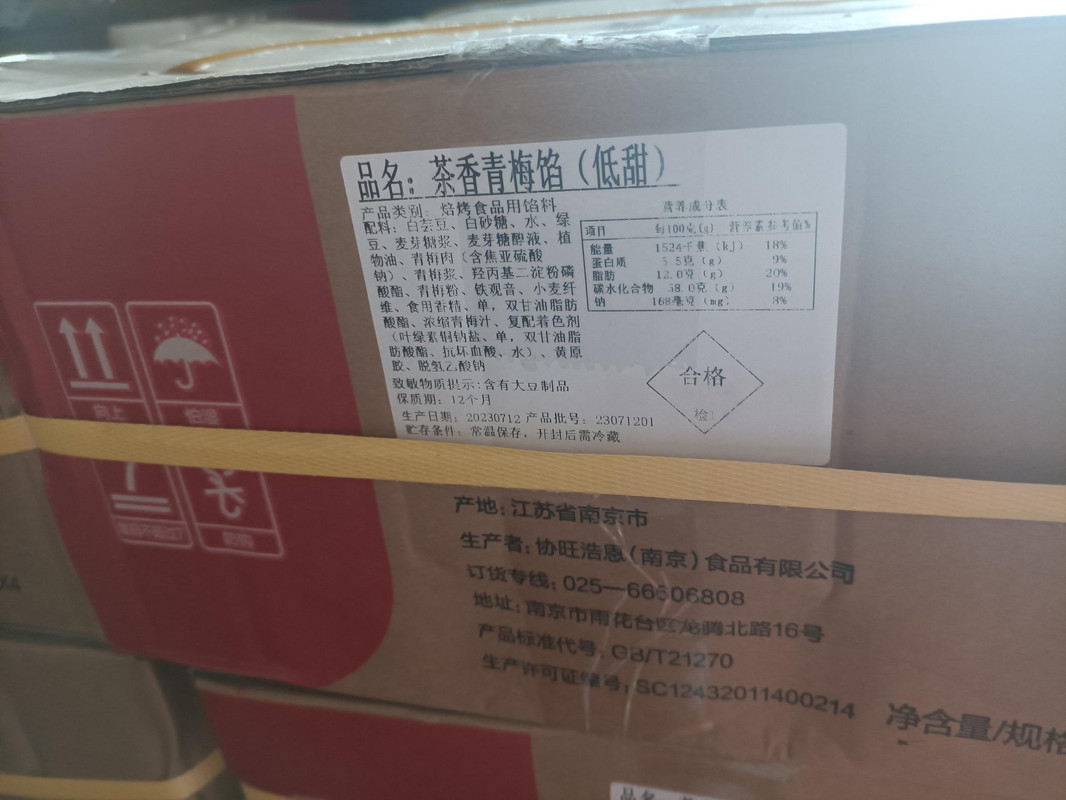 品名：茶香青梅馅（低甜）
产品类别：焙烤食品用馅料
配料：白芸豆、白砂糖、水、绿
豆、麦芽糖浆、麦芽糖醇液、植
物油、青梅肉（含焦亚硫酸
钠）、青梅浆、羟丙基二淀粉磷
酸酯、青梅粉、铁观音、小麦纤
维、食用香精、单，双甘油脂肪
酸酯、浓缩青梅汁、复配着色剂
（叶绿素铜钠盐、单，双甘油脂
肪酸酯、抗坏血酸、水）、黄原
胶、脱氢乙酸钠
致敏物质提示：含有大豆制品
保质期：12个月
生产日期：20230712 产品批号：23071201
贮存条件：常温保存，开封后需冷藏
营养成分表
项目 每100克(g) 营养素参考值%
能量 1524千焦（kJ） 18%
蛋白质 5.5克（g） 9%
脂肪 12.0克（g） 20%
碳水化合物 58.0克（g） 19%
钠 168毫克（mg） 8%
合格
检1
向上
怕湿
产地：江苏省南京市
生产者：协旺浩恩（南京）食品有限公司
订货专线：025—66606808
地址：南京市雨花台区龙腾北路16号
产品标准代号：GB/T21270
生产许可证编号：SC12432011400214
净含量/规格
品名